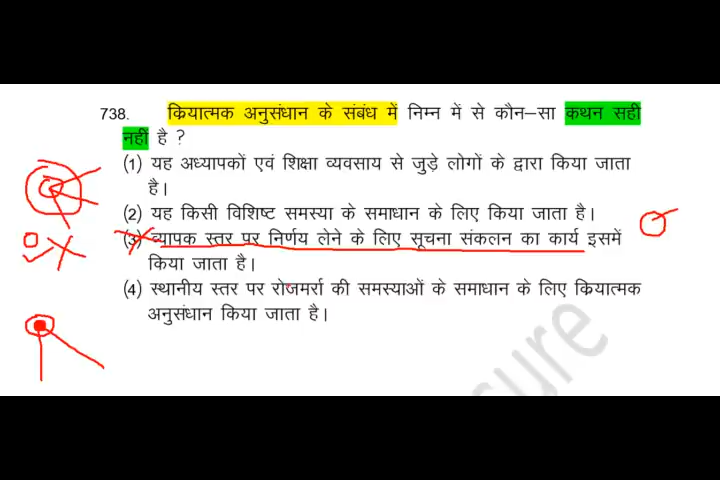 738. क्रियात्मक अनुसंधान के संबंध में निम्न में से कौन–सा कथन सही
नहीं है ?
(1) यह अध्यापकों एवं शिक्षा व्यवसाय से जुड़े लोगों के द्वारा किया जाता
है।
(2) यह किसी विशिष्ट समस्या के समाधान के लिए किया जाता है।
(3) व्यापक स्तर पर निर्णय लेने के लिए सूचना संकलन का कार्य इसमें
किया जाता है।
(4) स्थानीय स्तर पर रोजमर्रा की समस्याओं के समाधान के लिए क्रियात्मक
अनुसंधान किया जाता है।